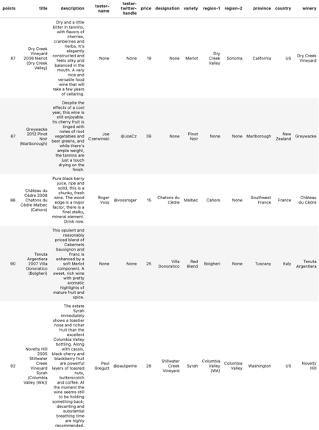 points title description taster-name taster-twitter-handle price designation variety region-1 region-2 province country winery
87
Dry Creek
Vineyard
2006 Merlot
(Dry Creek
Valley)
Dry and a little
bitter in tannins,
with flavors of
cherries,
cranberries and
herbs. It's
elegantly
constructed and
feels silky and
balanced in the
mouth. A very
nice and
versatile food
wine that will
take a few years
of cellaring.
None None 19 None Merlot
Dry
Creek
Valley
Sonoma California US
Dry Creek
Vineyard
87
Greywacke
2012 Pinot
Noir
(Marlborough)
Despite the
effects of a cool
year, this wine is
still enjoyable.
Its cherry fruit is
tinged with
notes of root
vegetables and
beet greens, and
while there's
ample weight,
the tannins are
just a touch
drying on the
finish.
Joe
Czerwinski
@JoeCz 39 None
Pinot
Noir
None None Marlborough
New
Zealand
Greywacke
86
Château du
Cèdre 2009
Chatons du
Cèdre Malbec
(Cahors)
Pure black berry
juice, ripe and
solid, this is a
chunky, fresh
wine. The wood
edge is a major
factor; there is a
final stalky,
mineral element.
Drink now.
Roger
Voss
@vossroger 15
Chatons du
Cèdre
Malbec Cahors None
Southwest
France
France
Château du
Cèdre
90
Tenuta
Argentiera
2007 Villa
Donoratico
(Bolgheri)
This opulent and
reasonably
priced blend of
Cabernets
Sauvignon and
Franc is
enhanced by a
soft Merlot
component. A
sweet, rich wine
with pretty
aromatic
highlights of
mature fruit and
spice.
None None 25
Villa
Donoratico
Red
Blend
Bolgheri None Tuscany Italy
Tenuta
Argentiera
92
Novelty Hill
2005
Stillwater
Creek
Vineyard
Syrah
(Columbia
Valley (WA))
The estate
Syrah
immediately
shows a toastier
nose and richer
fruit than the
excellent
Columbia Valley
bottling. Along
with cassis,
black cherry and
blackberry fruit
are powerful
layers of toasted
nuts,
butterscotch
and coffee. At
the moment the
wine seems still
to be holding
something back;
decanting and
substantial
breathing time
are highly
recommended.
Paul
Gregutt
@paulgwine 28
Stillwater
Creek
Vineyard
Syrah
Columbia
Valley
(WA)
Columbia
Valley
Washington US
Novelty
Hill